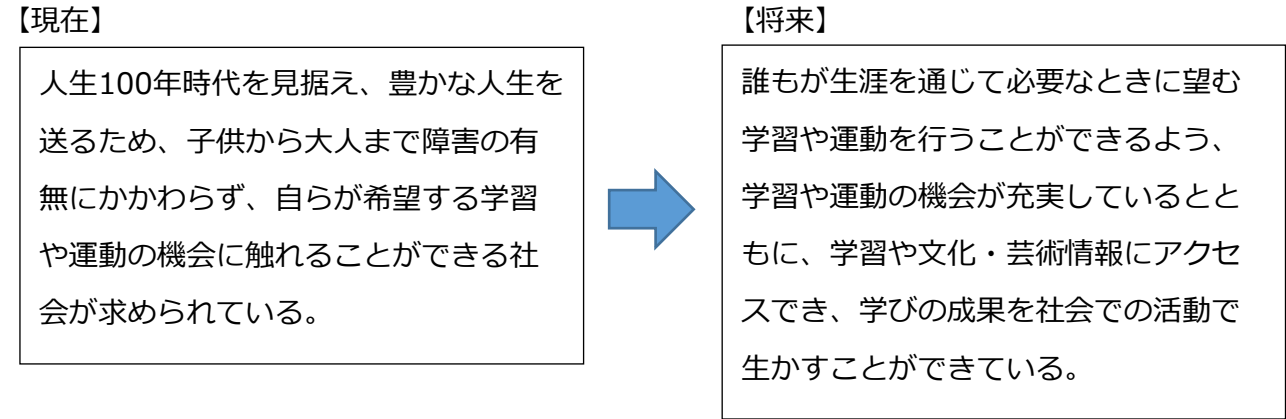 【現在】
人生100年時代を見据え、豊かな人生を
送るため、子供から大人まで障害の有
無にかかわらず、自らが希望する学習
や運動の機会に触れることができる社
会が求められている。
【将来】
誰もが生涯を通じて必要なときに望む
学習や運動を行うことができるよう、
学習や運動の機会が充実しているとと
もに、学習や文化・芸術情報にアクセ
スでき、学びの成果を社会での活動で
生かすことができている。